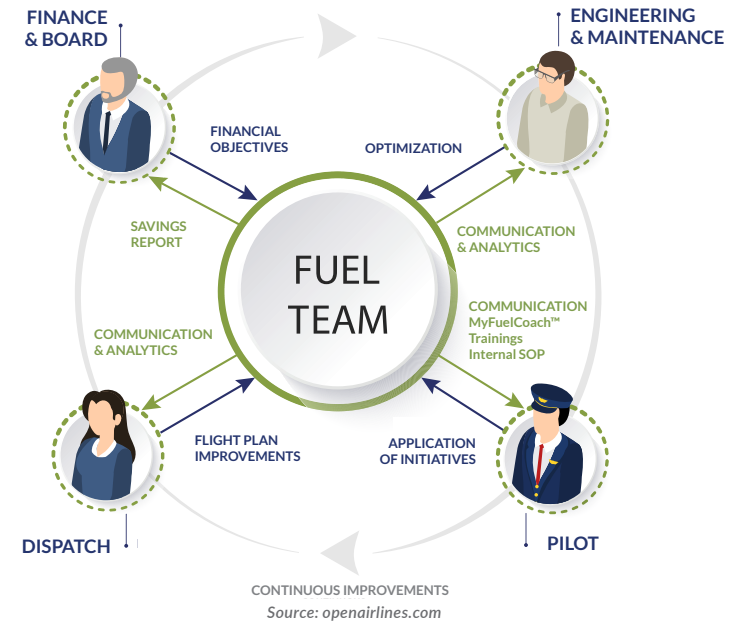 FINANCE
& BOARD
ENGINEERING
& MAINTENANCE
FINANCIAL
OBJECTIVES
OPTIMIZATION
SAVINGS
REPORT
COMMUNICATION
& ANALYTICS
FUEL
TEAM
COMMUNICATION
& ANALYTICS
COMMUNICATION
MyFuelCoach™
Trainings
Internal SOP
FLIGHT PLAN
IMPROVEMENTS
APPLICATION
OF INITIATIVES
DISPATCH
PILOT
CONTINUOUS IMPROVEMENTS
Source: openairlines.com